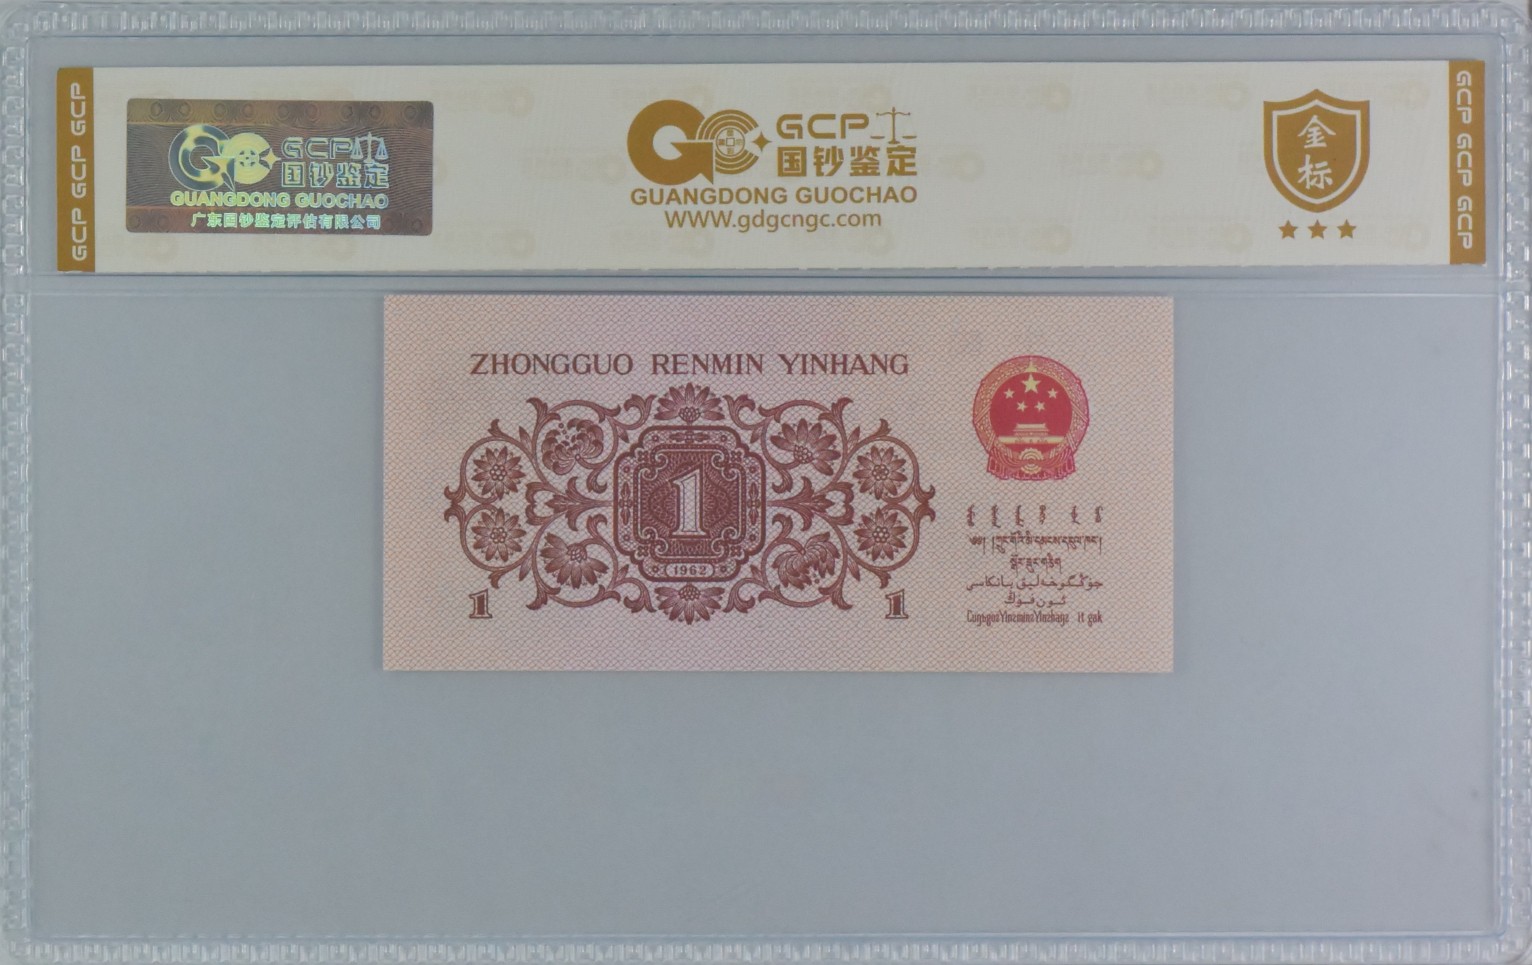 GCP GCP GCP
GCP
国钞鉴定
GUANGDONG GUOCHAO
广东国钞鉴定评估有限公司
GCP
国钞鉴定
GUANGDONG GUOCHAO
WWW.gdgcngc.com
金
标
GCP GCP GCP
ZHONGGUO RENMIN YINHANG
1
(1962)
1 1
جۇڭگوخەلىق بانكاسى